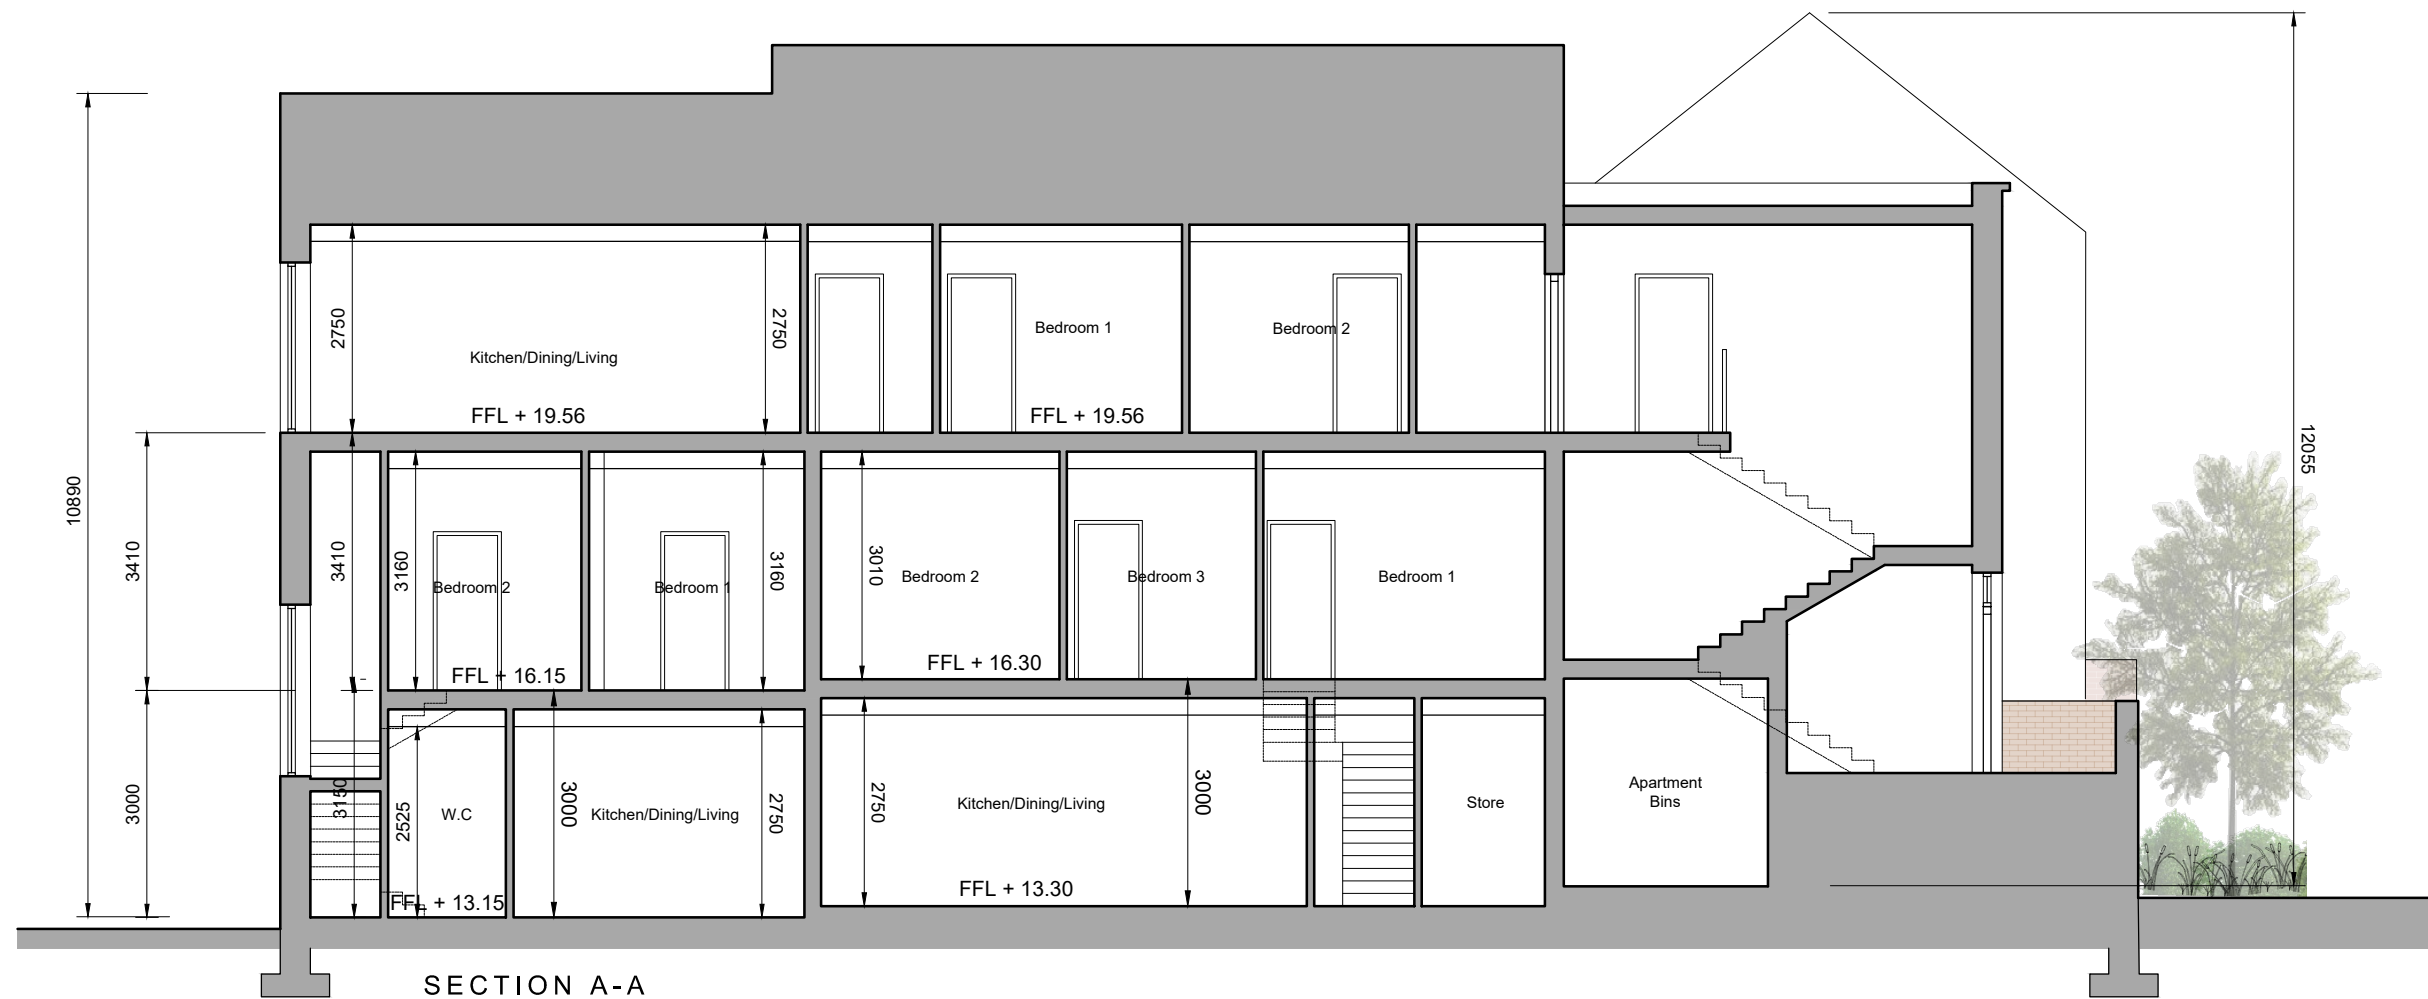 12055
10890
2750
2750
Bedroom 1
Bedroom 2
Kitchen/Dining/Living
FFL + 19.56
FFL + 19.56
3410
3410
3160
3160
3010
Bedroom 2
Bedroom 1
Bedroom 2
Bedroom 3
Bedroom 1
FFL + 16.15
FFL + 16.30
3000
3150
2525
W.C
3000
Kitchen/Dining/Living
2750
2750
Kitchen/Dining/Living
3000
Store
Apartment
Bins
FFL + 13.15
FFL + 13.30
SECTION A-A